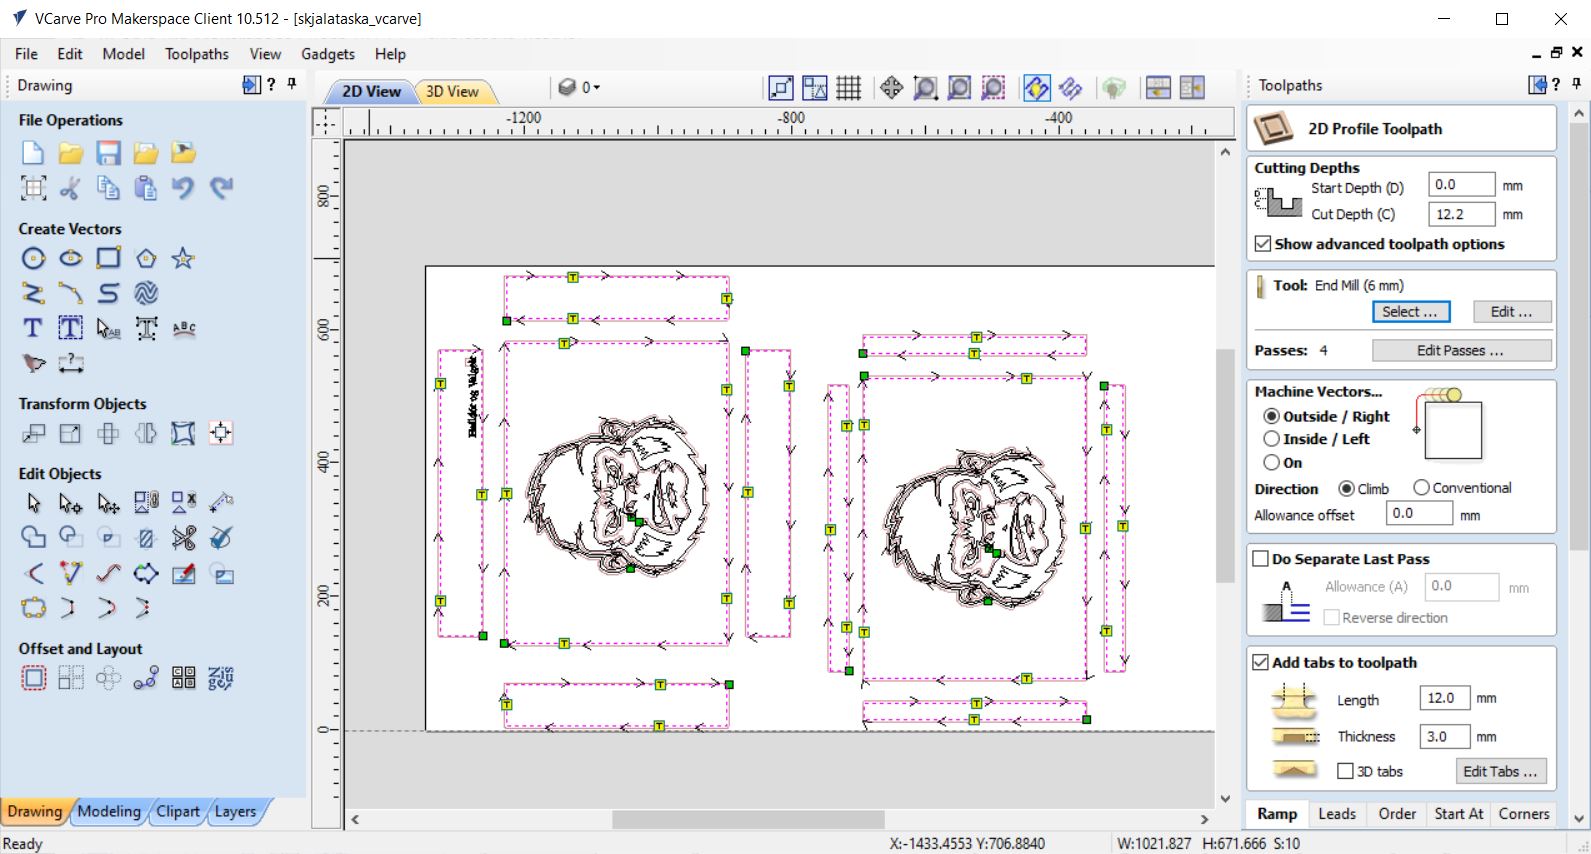 VCarve Pro Makerspace Client 10.512 - [skjalataska_vcarve]
File Edit Model Toolpaths View Gadgets Help
Drawing
File Operations
Create Vectors
Transform Objects
Edit Objects
Offset and Layout
Drawing Modeling Clipart Layers
Ready
2D View 3D View 0
-1200 -800 -400
800
600
400
200
0
X:-1433.4553 Y:706.8840 W:1021.827 H:671.666 S:10
Toolpaths
2D Profile Toolpath
Cutting Depths
Start Depth (D) 0.0 mm
Cut Depth (C) 12.2 mm
Show advanced toolpath options
Tool: End Mill (6 mm)
Select ... Edit ...
Passes: 4 Edit Passes ...
Machine Vectors...
Outside / Right
Inside / Left
On
Direction Climb Conventional
Allowance offset 0.0 mm
Do Separate Last Pass
Allowance (A) 0.0 mm
Reverse direction
Add tabs to toolpath
Length 12.0 mm
Thickness 3.0 mm
3D tabs Edit Tabs ...
Ramp Leads Order Start At Corners